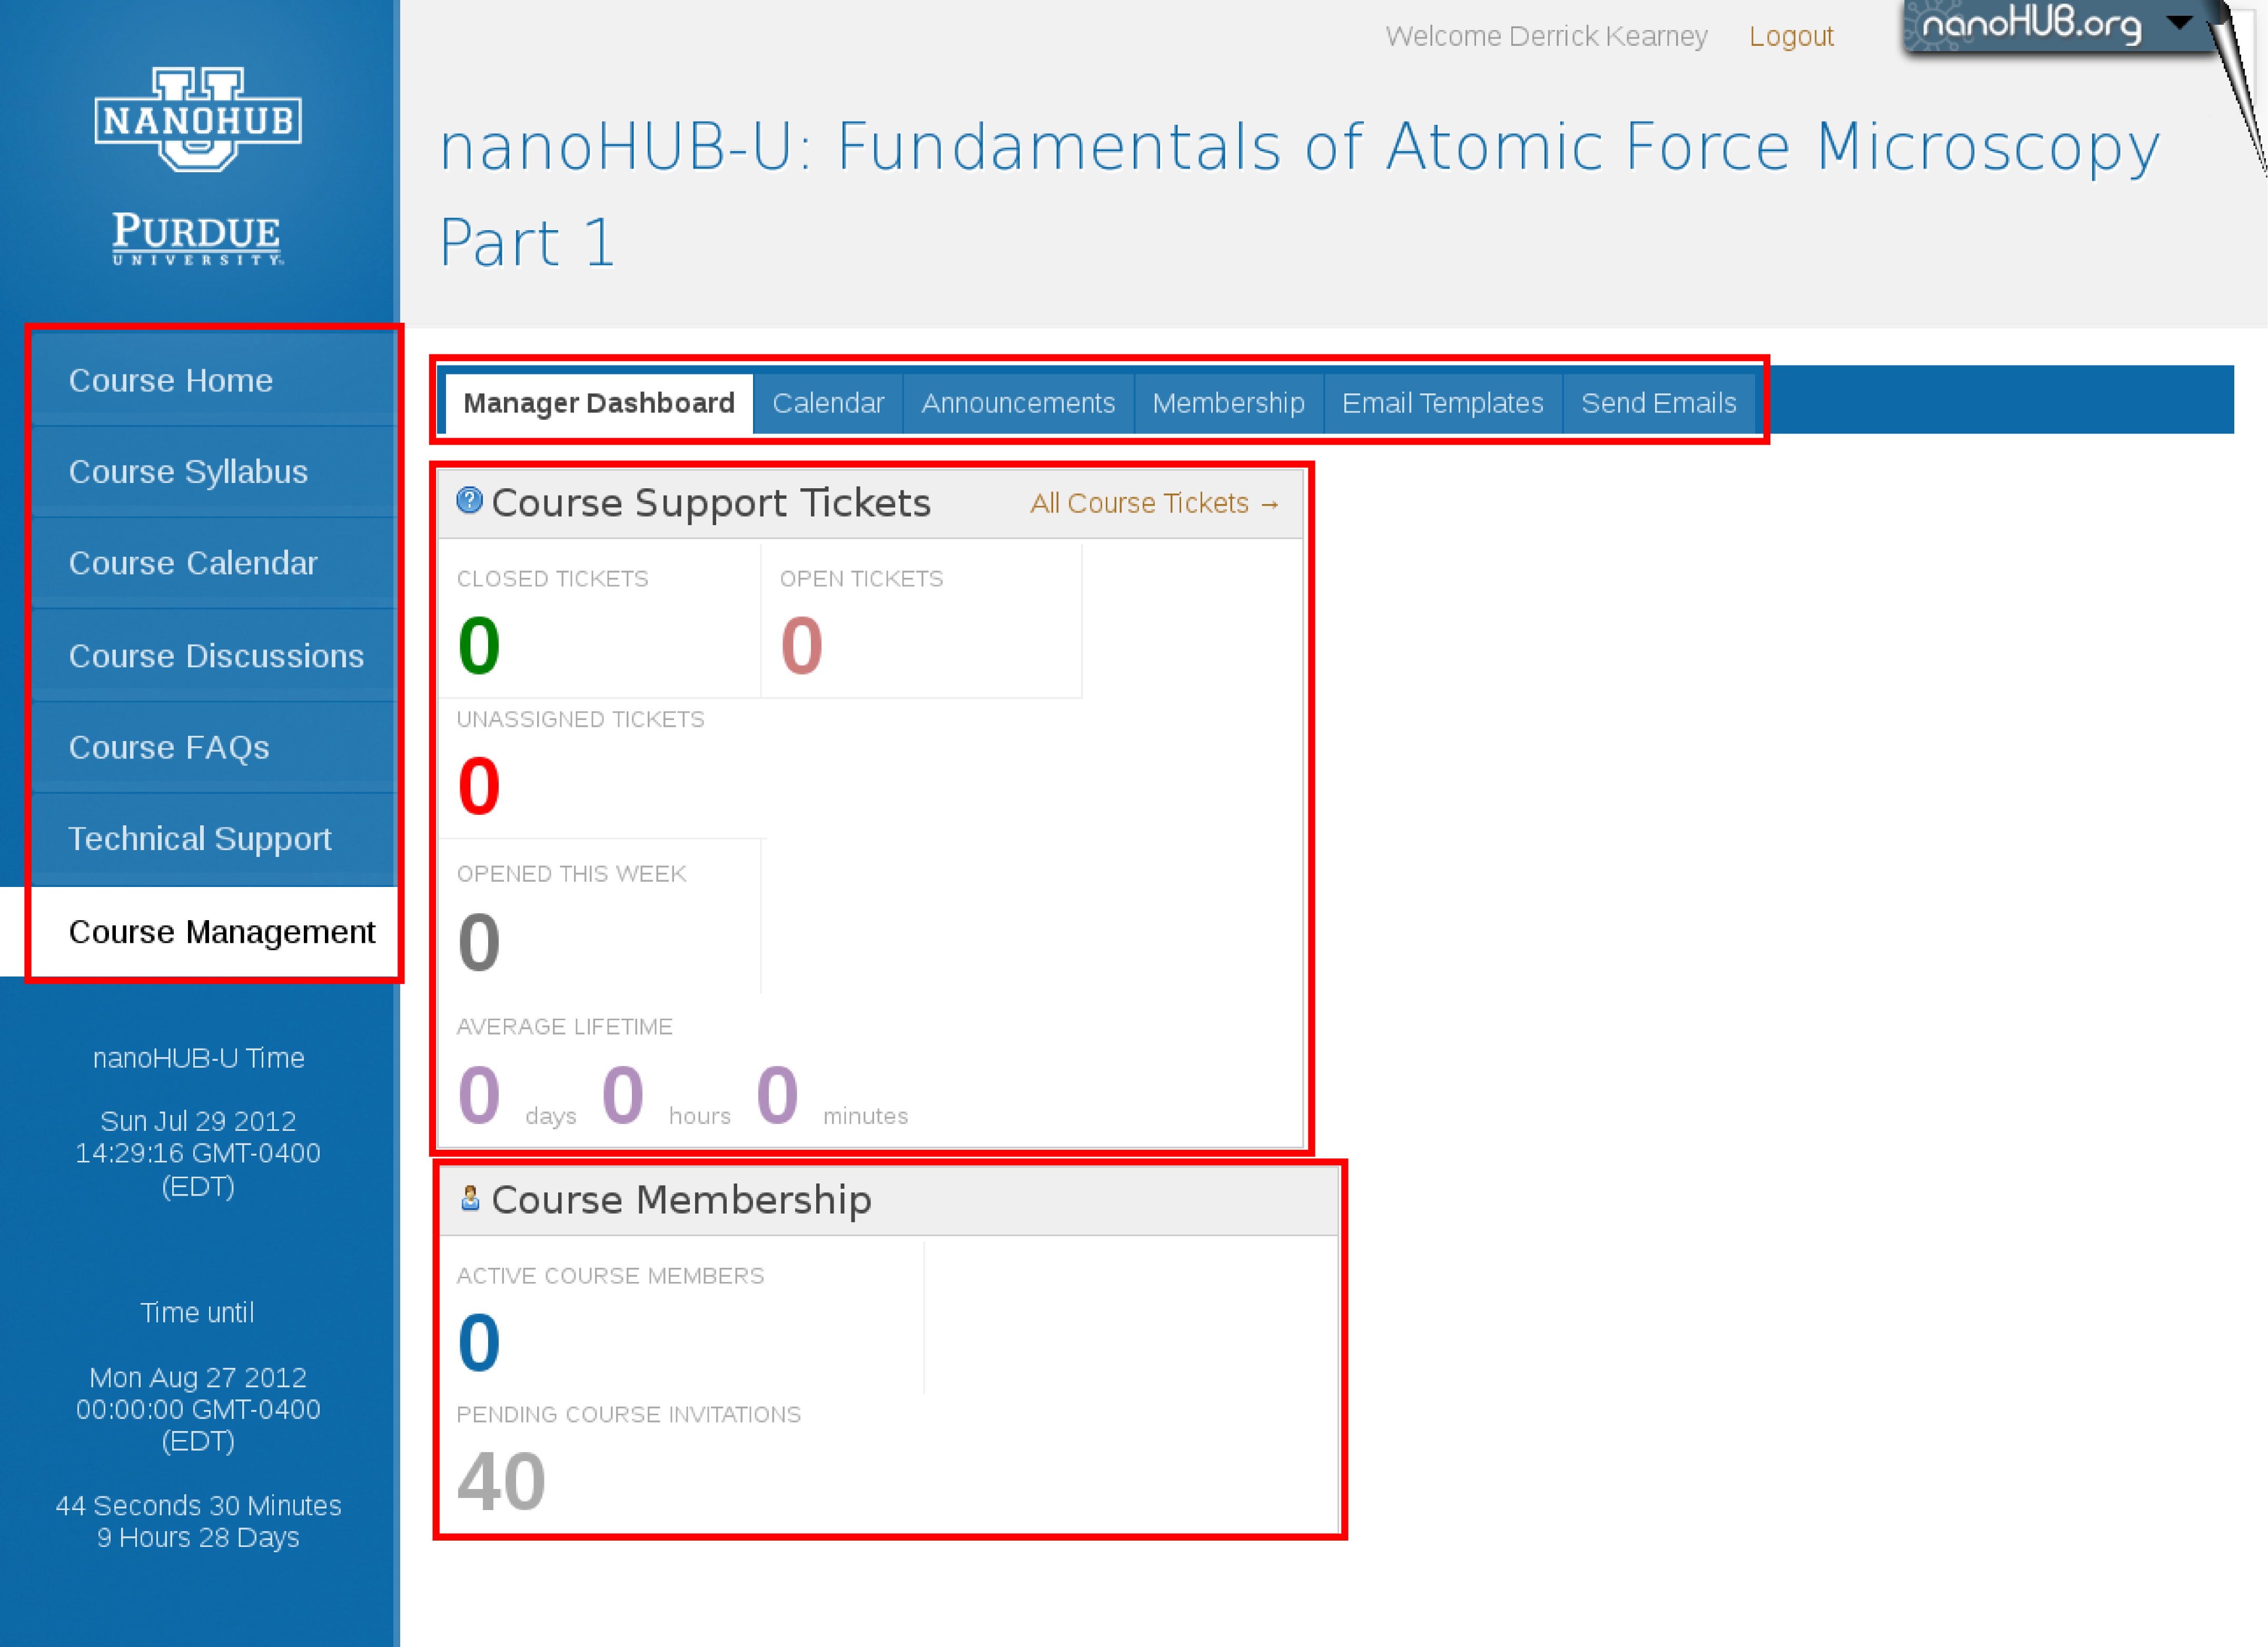 NANOHUB
U
PURDUE
UNIVERSITY
Welcome Derrick Kearney Logout
nanoHUB.org
nanoHUB-U: Fundamentals of Atomic Force Microscopy
Part 1
Course Home
Course Syllabus
Course Calendar
Course Discussions
Course FAQs
Technical Support
Course Management
nanoHUB-U Time
Sun Jul 29 2012
14:29:16 GMT-0400
(EDT)
Time until
Mon Aug 27 2012
00:00:00 GMT-0400
(EDT)
44 Seconds 30 Minutes
9 Hours 28 Days
Manager Dashboard Calendar Announcements Membership Email Templates Send Emails
Course Support Tickets All Course Tickets →
CLOSED TICKETS OPEN TICKETS
0 0
UNASSIGNED TICKETS
0
OPENED THIS WEEK
0
AVERAGE LIFETIME
0 days 0 hours 0 minutes
Course Membership
ACTIVE COURSE MEMBERS
0
PENDING COURSE INVITATIONS
40